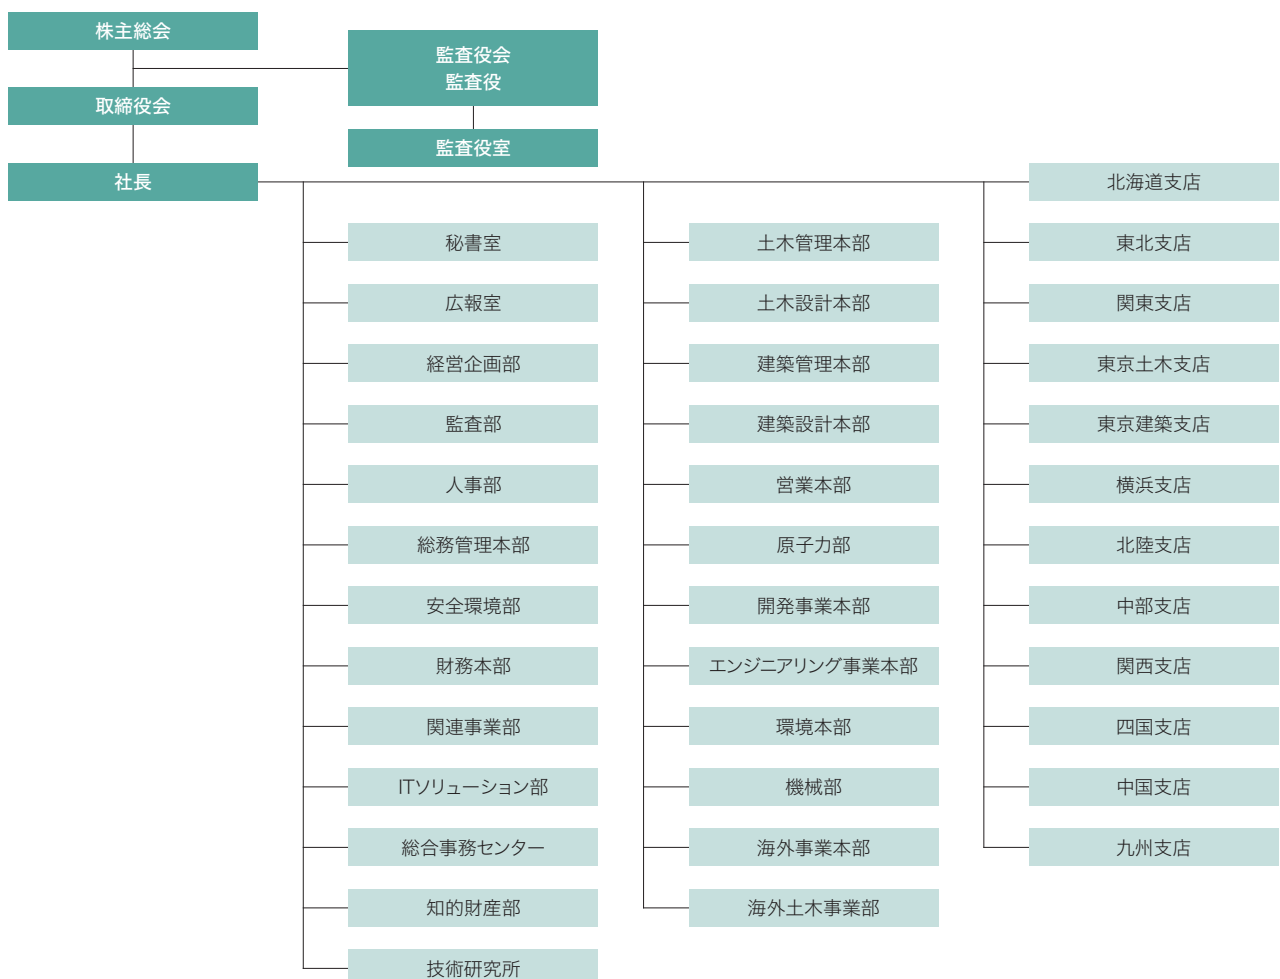 株主総会
監査役会
監査役
取締役会
監査役室
社長
秘書室
広報室
経営企画部
監査部
人事部
総務管理本部
安全環境部
財務本部
関連事業部
ITソリューション部
総合事務センター
知的財産部
技術研究所
土木管理本部
土木設計本部
建築管理本部
建築設計本部
営業本部
原子力部
開発事業本部
エンジニアリング事業本部
環境本部
機械部
海外事業本部
海外土木事業部
北海道支店
東北支店
関東支店
東京土木支店
東京建築支店
横浜支店
北陸支店
中部支店
関西支店
四国支店
中国支店
九州支店